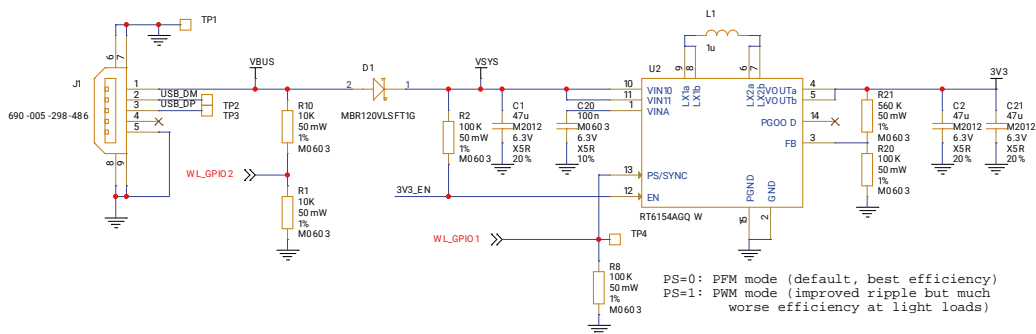 TP1
L1
1u
6
7
9
8
6
7
J1
VBUS
D1
VSYS
U2
3V3
1
2
3
4
5
USB_DM
USB_DP
TP2
TP3
2
1
MBR120VLSFT1G
10
11
1
VIN10
VIN11
VINA
LX1a
LX1b
LX2a
LX2b
VOUTa
VOUTb
4
5
PGOOD
14
FB
3
690-005-298-486
8
9
R10
10K
50mW
1%
M0603
R2
100K
50mW
1%
M0603
C1
47u
M2012
6.3V
X5R
20%
C20
100n
M0603
6.3V
X5R
10%
R21
560K
50mW
1%
M0603
C2
47u
M2012
6.3V
X5R
20%
C21
47u
M2012
6.3V
X5R
20%
R20
100K
50mW
1%
M0603
WL_GPIO2
R1
10K
50mW
1%
M0603
3V3_EN
13
PS/SYNC
12
EN
PGND
GND
15
2
RT6154AGQW
WL_GPIO1
TP4
R8
100K
50mW
1%
M0603
PS=0: PFM mode (default, best efficiency)
PS=1: PWM mode (improved ripple but much
worse efficiency at light loads)